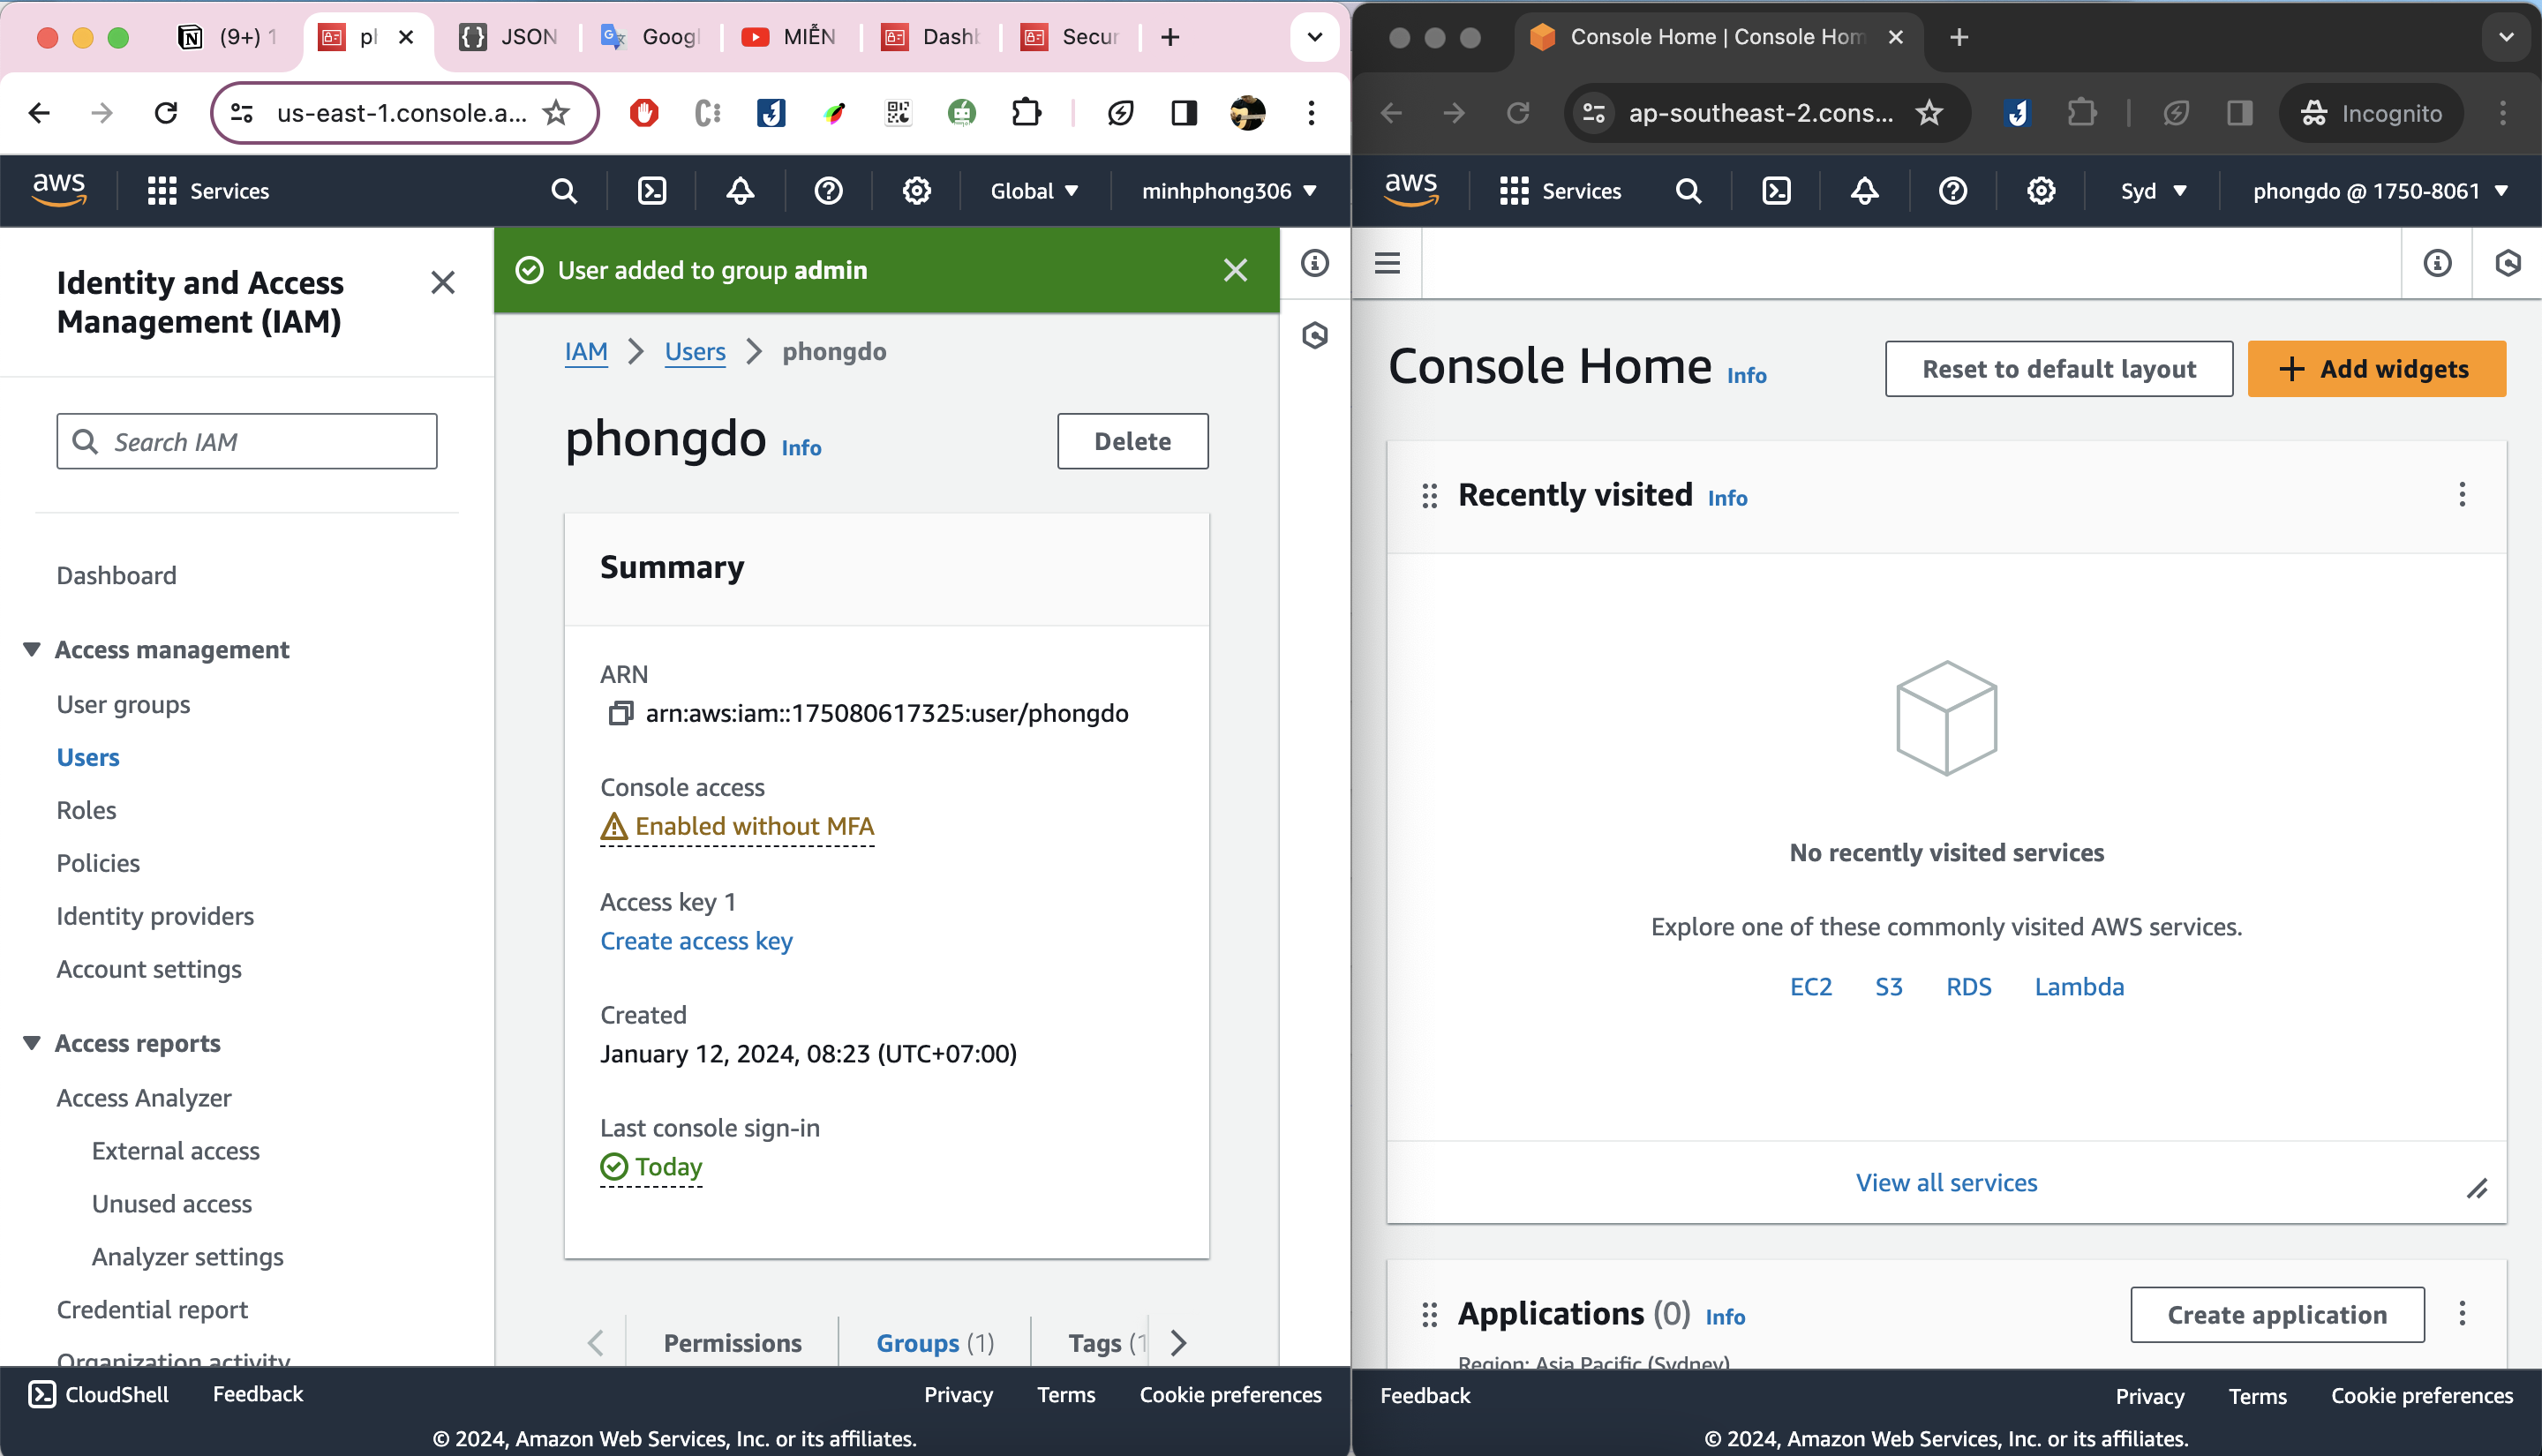 (9+) 1
JSON
Googl
MIỄN
Dashb
Secur
us-east-1.console.a...
aws
Services
Global
minhphong306
Identity and Access
Management (IAM)
Search IAM
Dashboard
Access management
User groups
Users
Roles
Policies
Identity providers
Account settings
Access reports
Access Analyzer
External access
Unused access
Analyzer settings
Credential report
Organization activity
User added to group admin
IAM
Users
phongdo
phongdo Info
Delete
Summary
ARN
arn:aws:iam::175080617325:user/phongdo
Console access
Enabled without MFA
Access key 1
Create access key
Created
January 12, 2024, 08:23 (UTC+07:00)
Last console sign-in
Today
Permissions
Groups (1)
Tags (1
CloudShell
Feedback
Privacy
Terms
Cookie preferences
© 2024, Amazon Web Services, Inc. or its affiliates.
Console Home | Console Hom
ap-southeast-2.cons...
Incognito
aws
Services
Syd
phongdo @ 1750-8061
Console Home Info
Reset to default layout
Add widgets
Recently visited Info
No recently visited services
Explore one of these commonly visited AWS services.
EC2
S3
RDS
Lambda
View all services
Applications (0) Info
Create application
Region: Asia Pacific (Sydney)
Feedback
Privacy
Terms
Cookie preferences
© 2024, Amazon Web Services, Inc. or its affiliates.